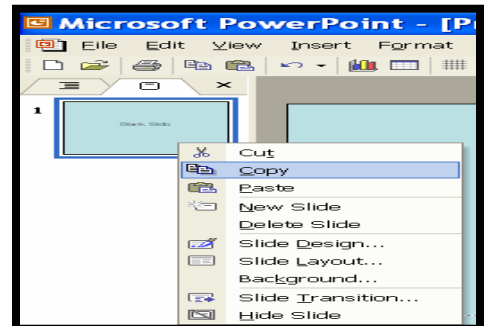 Microsoft PowerPoint - [P
File Edit View Insert Format
1
Blank Slide
Cut
Copy
Paste
New Slide
Delete Slide
Slide Design...
Slide Layout...
Background...
Slide Transition...
Hide Slide